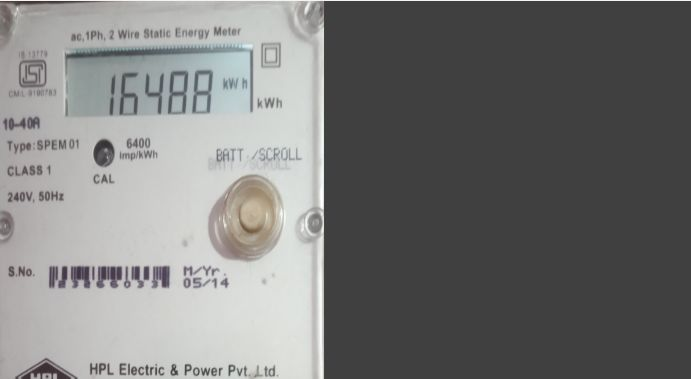 ac,1Ph, 2 Wire Static Energy Meter
IS 13779
CM/L-9190783
16488 kWh
kWh
10-40A
Type:SPEM 01
6400
imp/kWh
BATT./SCROLL
CLASS 1
CAL
240V, 50Hz
S.No.
M/Yr.
05/14
23266033
HPL
HPL Electric & Power Pvt. Ltd.